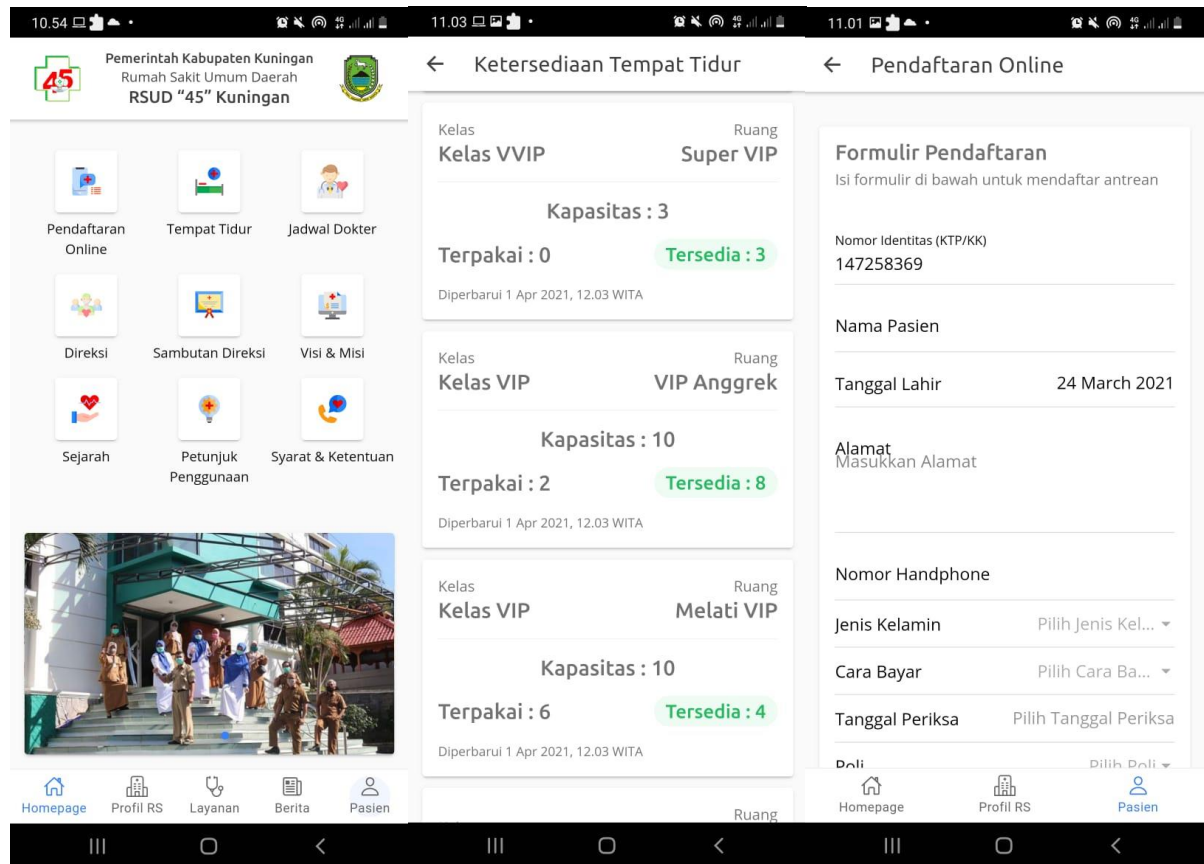 10.54
Pemerintah Kabupaten Kuningan
Rumah Sakit Umum Daerah
RSUD "45" Kuningan
45
Pendaftaran
Online
Tempat Tidur
Jadwal Dokter
Direksi
Sambutan Direksi
Visi & Misi
Sejarah
Petunjuk
Penggunaan
Syarat & Ketentuan
Homepage
Profil RS
Layanan
Berita
Pasien
11.03
4G
Ketersediaan Tempat Tidur
Kelas
Ruang
Kelas VVIP
Super VIP
Kapasitas : 3
Terpakai : 0
Tersedia : 3
Diperbarui 1 Apr 2021, 12.03 WITA
Kelas
Ruang
Kelas VIP
VIP Anggrek
Kapasitas : 10
Terpakai : 2
Tersedia : 8
Diperbarui 1 Apr 2021, 12.03 WITA
Kelas
Ruang
Kelas VIP
Melati VIP
Kapasitas : 10
Terpakai : 6
Tersedia : 4
Diperbarui 1 Apr 2021, 12.03 WITA
Ruang
11.01
4G
Pendaftaran Online
Formulir Pendaftaran
Isi formulir di bawah untuk mendaftar antrean
Nomor Identitas (KTP/KK)
147258369
Nama Pasien
Tanggal Lahir
24 March 2021
Alamat
Masukkan Alamat
Nomor Handphone
Jenis Kelamin
Pilih Jenis Kel...
Cara Bayar
Pilih Cara Ba...
Tanggal Periksa
Pilih Tanggal Periksa
Poli
Pilih Poli
Homepage
Profil RS
Pasien